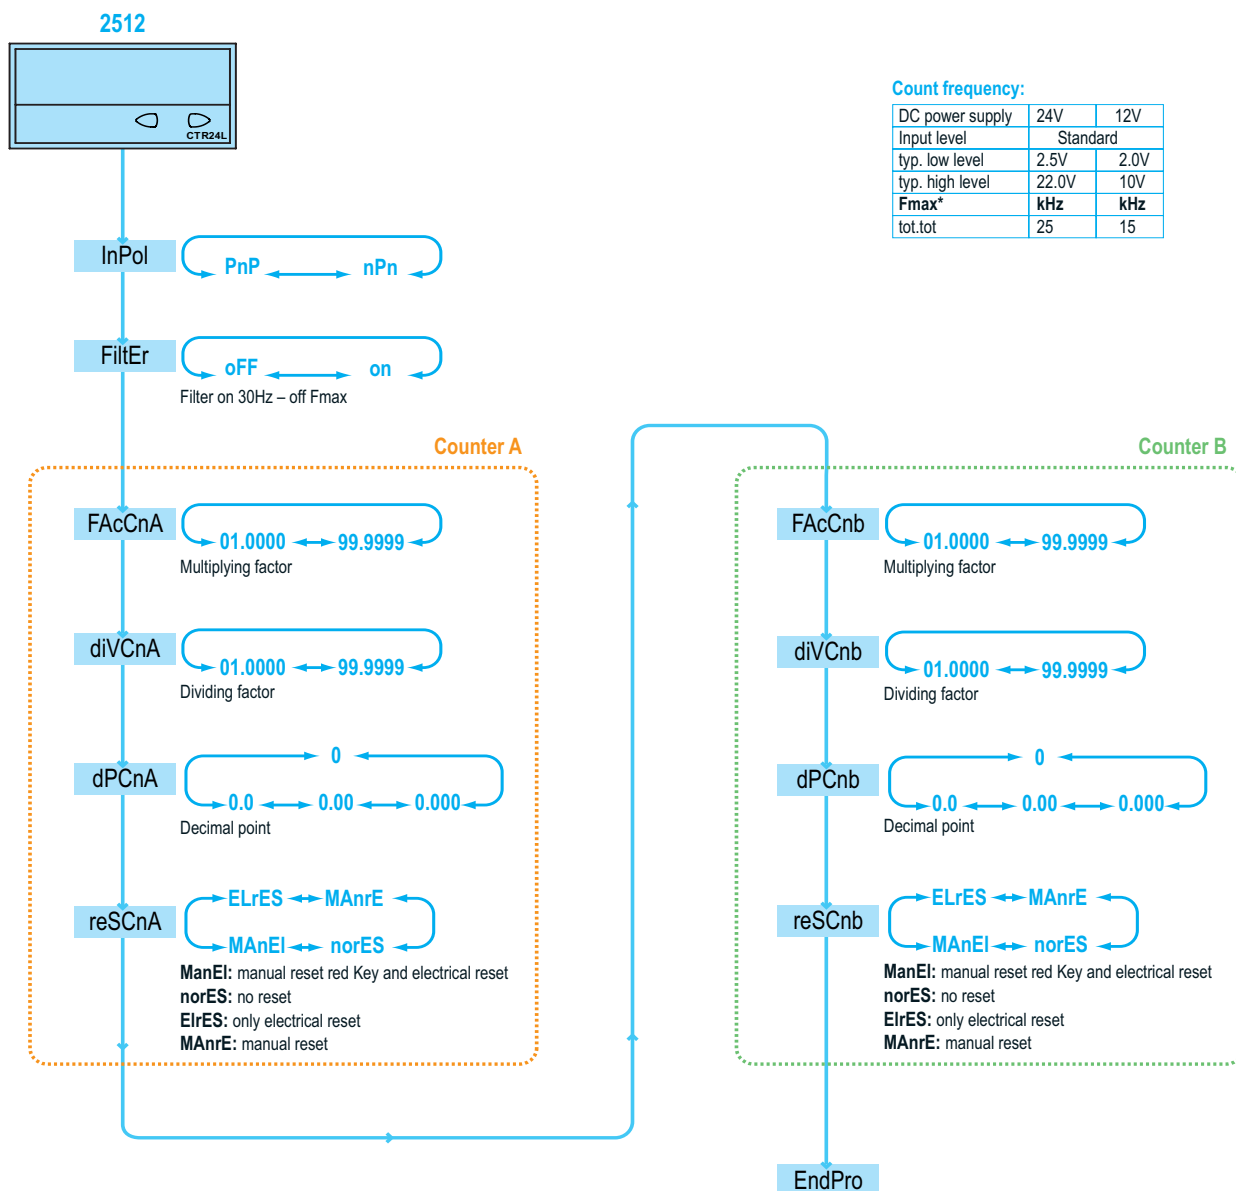 2512
CTR24L
Count frequency:
DC power supply 24V 12V
Input level Standard
typ. low level 2.5V 2.0V
typ. high level 22.0V 10V
Fmax* kHz kHz
tot.tot 25 15
InPol PnP nPn
FiltEr oFF on
Filter on 30Hz – off Fmax
Counter A
FAcCnA 01.0000 99.9999
Multiplying factor
diVCnA 01.0000 99.9999
Dividing factor
0
dPCnA 0.0 0.00 0.000
Decimal point
ELrES MAnrE
reSCnA
MAnEl norES
ManEl: manual reset red Key and electrical reset
norES: no reset
ElrES: only electrical reset
MAnrE: manual reset
Counter B
FAcCnb 01.0000 99.9999
Multiplying factor
diVCnb 01.0000 99.9999
Dividing factor
0
dPCnb 0.0 0.00 0.000
Decimal point
ELrES MAnrE
reSCnb
MAnEl norES
ManEl: manual reset red Key and electrical reset
norES: no reset
ElrES: only electrical reset
MAnrE: manual reset
EndPro